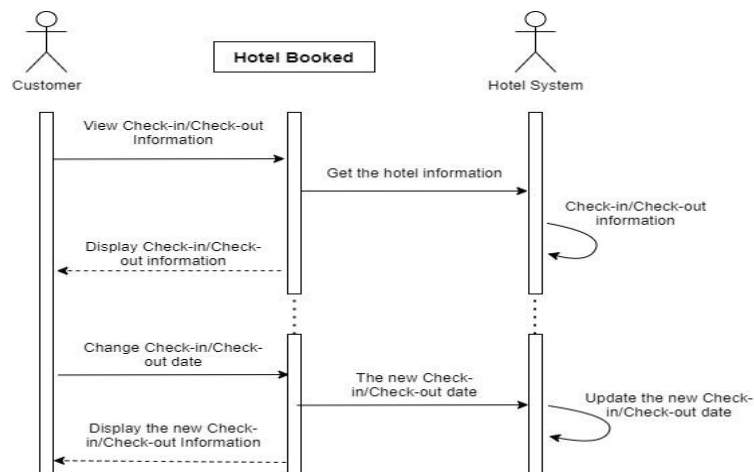 Hotel Booked
Customer
Hotel System
View Check-in/Check-out
Information
Get the hotel information
Check-in/Check-out
information
Display Check-in/Check-
out information
Change Check-in/Check-
out date
The new Check-
in/Check-out date
Update the new Check-
in/Check-out date
Display the new Check-
in/Check-out Information